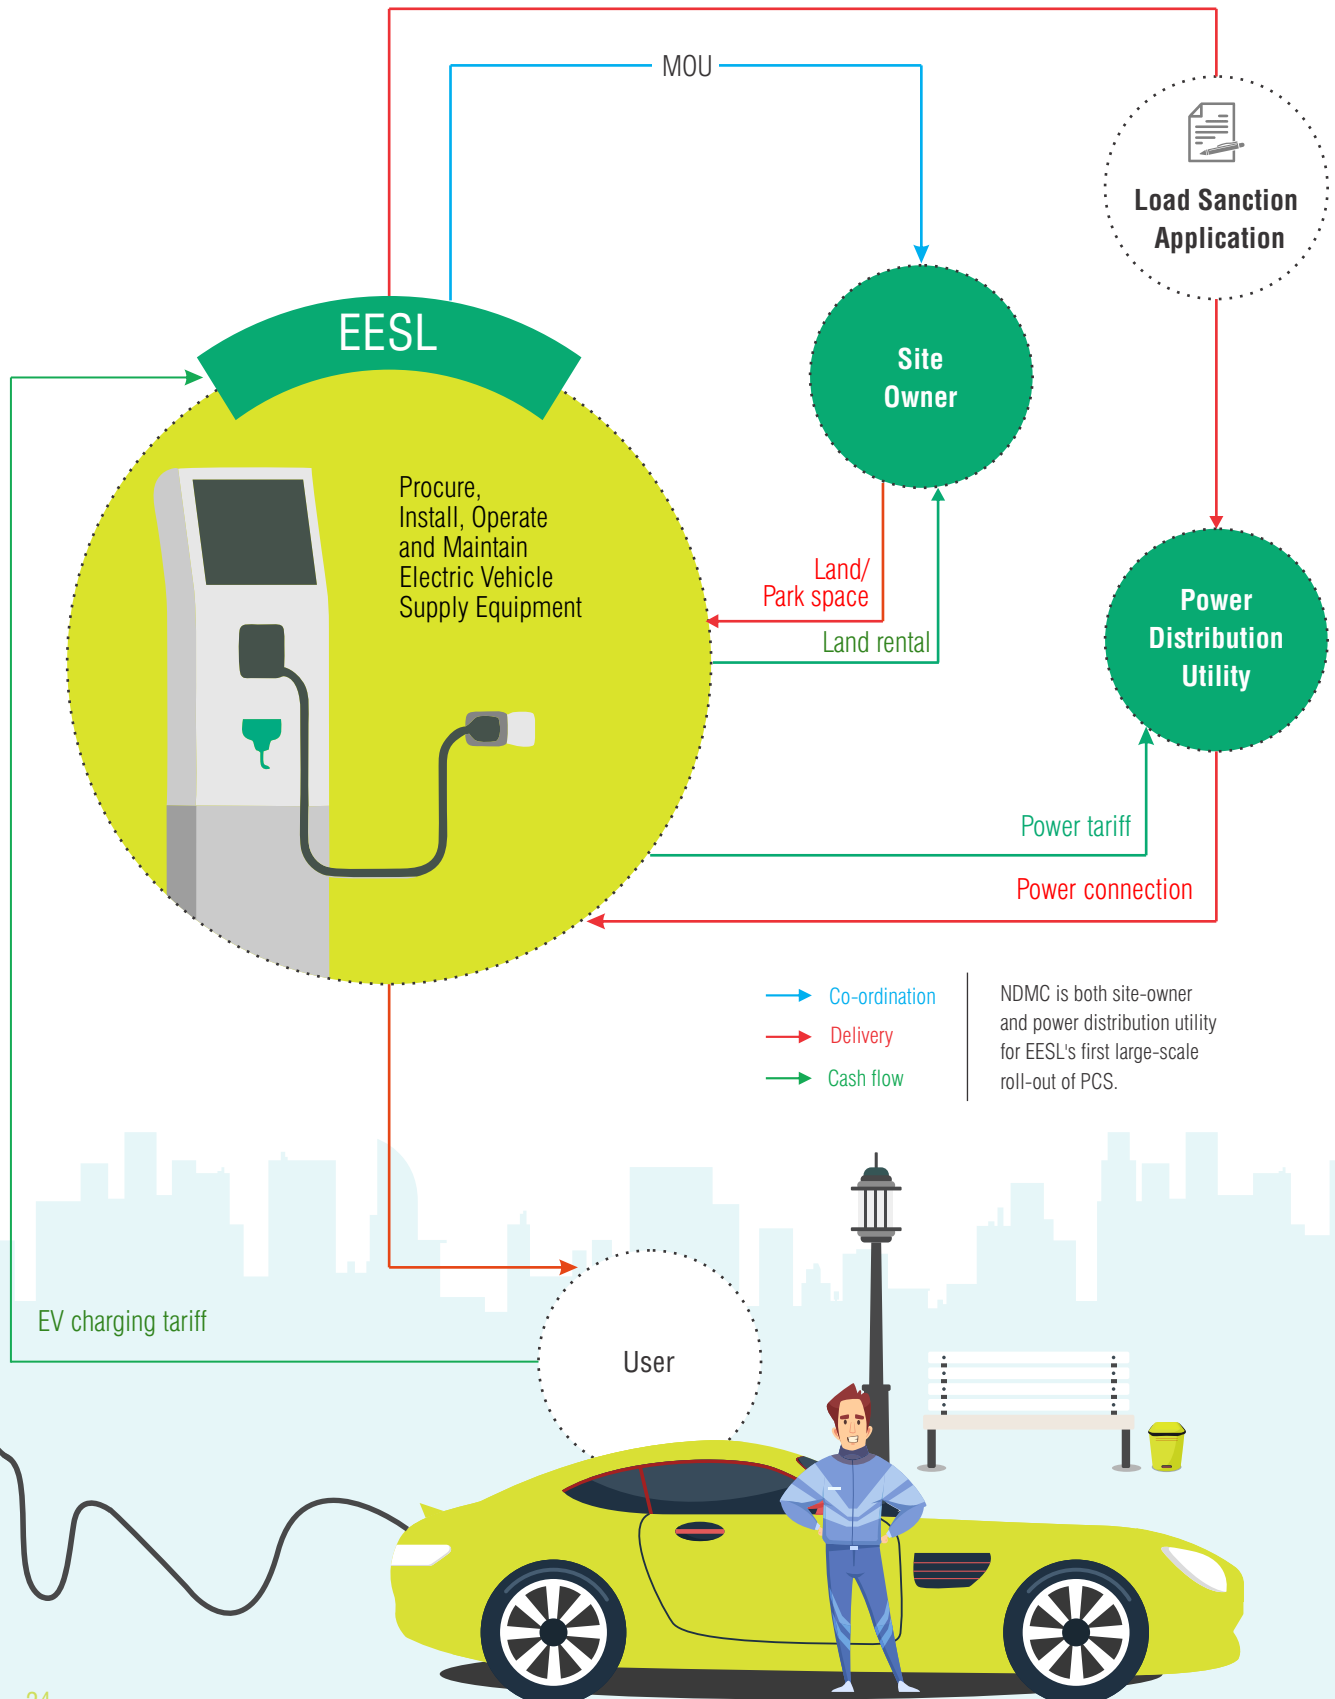 MOU
Load Sanction
Application
EESL
Site
Owner
Procure,
Install, Operate
and Maintain
Electric Vehicle
Supply Equipment
Land/
Park space
Land rental
Power
Distribution
Utility
Power tariff
Power connection
Co-ordination
Delivery
Cash flow
NDMC is both site-owner
and power distribution utility
for EESL's first large-scale
roll-out of PCS.
EV charging tariff
User
24